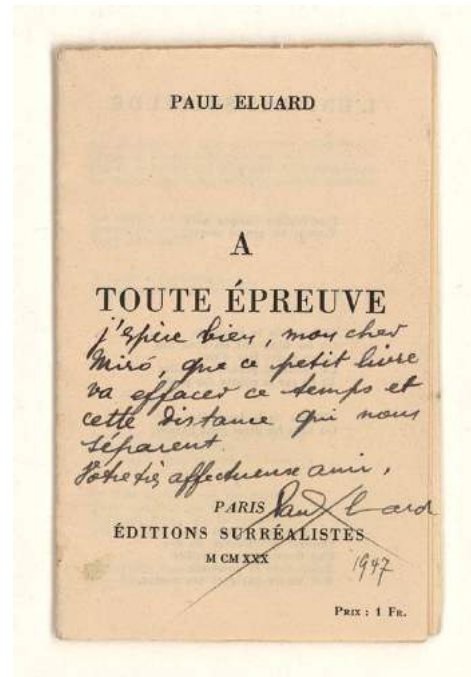 PAUL ELUARD
A
TOUTE ÉPREUVE
j'espère bien, mon cher
Miró, que ce petit livre
va effacer ce temps et
cette distance qui nous
séparent.
Votre très affectueux ami,
PARIS Paul Eluard
ÉDITIONS SURRÉALISTES
M CM XXX
1947
PRIX : 1 FR.